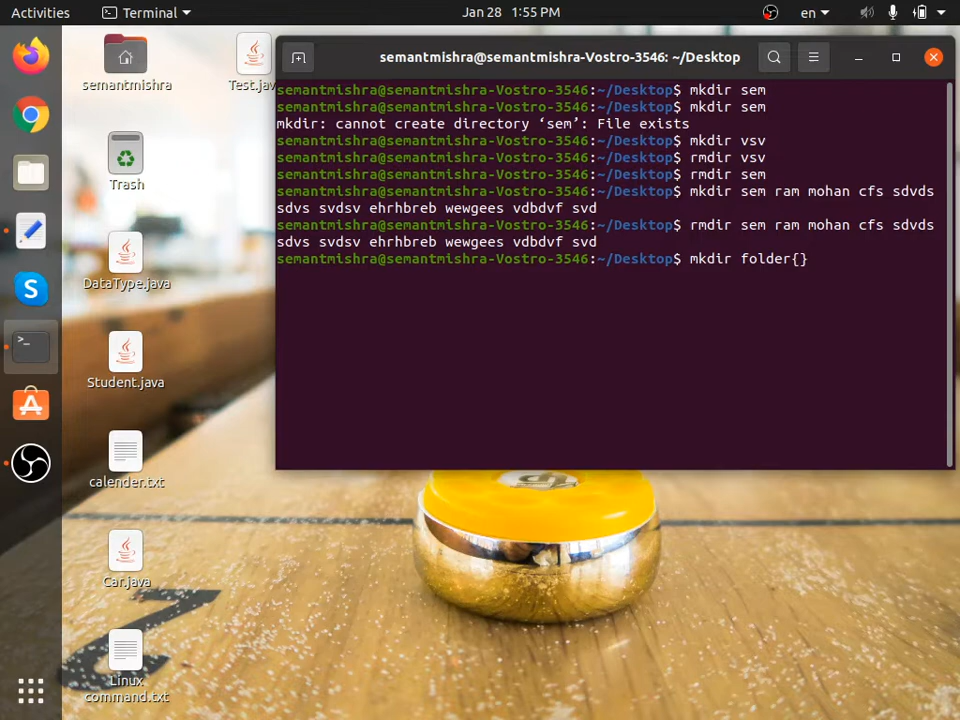 Activities Terminal Jan 28 1:55 PM en
semantmishra Test.jav
semantmishra@semantmishra-Vostro-3546: ~/Desktop
semantmishra@semantmishra-Vostro-3546:~/Desktop$ mkdir sem
semantmishra@semantmishra-Vostro-3546:~/Desktop$ mkdir sem
mkdir: cannot create directory ‘sem’: File exists
semantmishra@semantmishra-Vostro-3546:~/Desktop$ mkdir vsv
semantmishra@semantmishra-Vostro-3546:~/Desktop$ rmdir vsv
semantmishra@semantmishra-Vostro-3546:~/Desktop$ rmdir sem
semantmishra@semantmishra-Vostro-3546:~/Desktop$ mkdir sem ram mohan cfs sdvds
sdvs svdsv ehrhbreb wewgees vdbdvf svd
semantmishra@semantmishra-Vostro-3546:~/Desktop$ rmdir sem ram mohan cfs sdvds
sdvs svdsv ehrhbreb wewgees vdbdvf svd
semantmishra@semantmishra-Vostro-3546:~/Desktop$ mkdir folder{}
Trash
DataType.java
Student.java
calender.txt
Car.java
Linux
command.txt